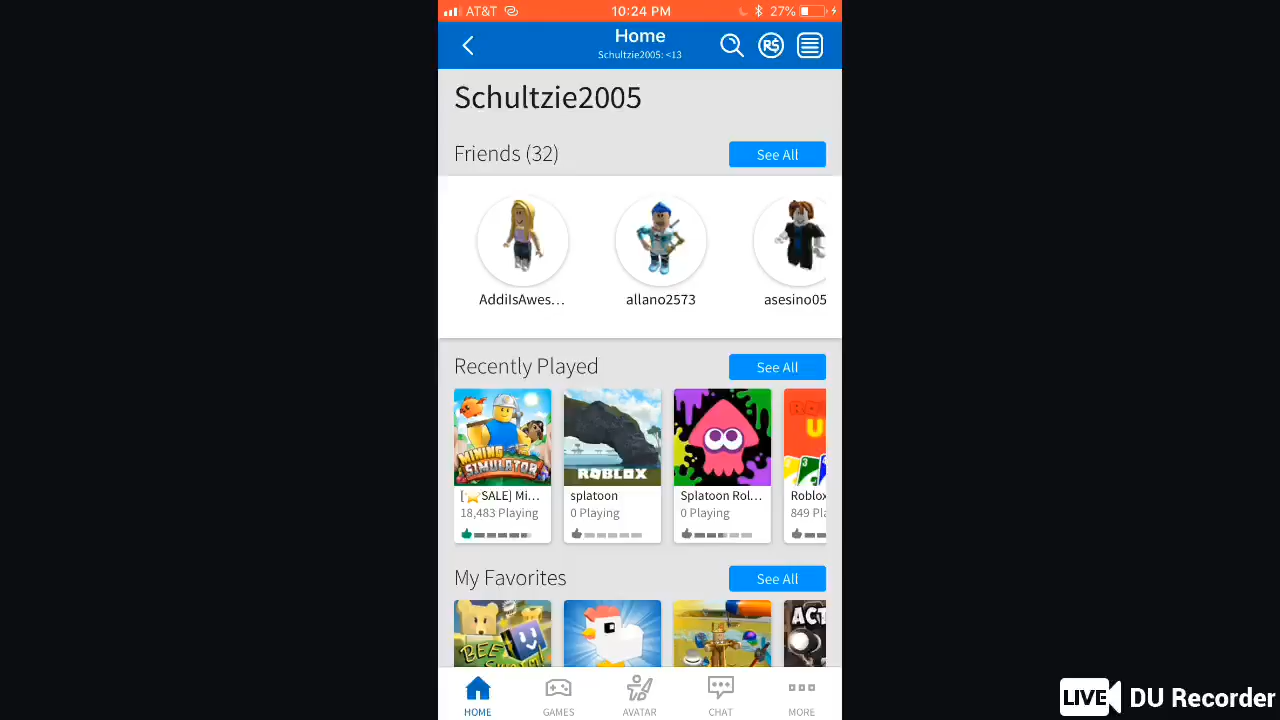 AT&T
10:24 PM
27%
Home
Schultzie2005: <13
R$
Schultzie2005
Friends (32)
See All
AddiIsAwes...
allano2573
asesino05
Recently Played
See All
MINING SIMULATOR
ROBLOX
[⭐SALE] Mi...
18,483 Playing
splatoon
0 Playing
Splatoon Rol...
0 Playing
Roblox
849 Pla
My Favorites
See All
BEE
ACT
HOME
GAMES
AVATAR
CHAT
MORE
LIVE DU Recorder